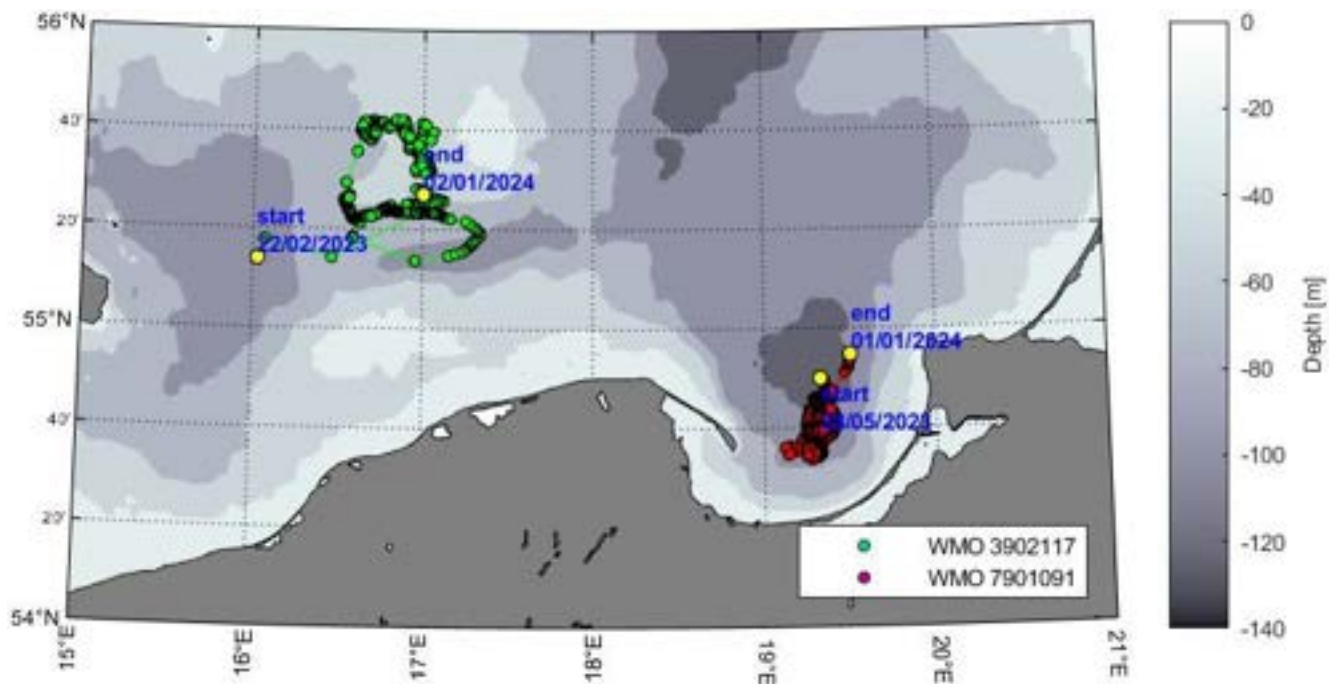 56°N
40'
20'
55°N
40'
20'
54°N
end
02/01/2024
start
22/02/2023
end
01/01/2024
start
/05/2023
WMO 3902117
WMO 7901091
15°E
16°E
17°E
18°E
19°E
20°E
21°E
0
-20
-40
-60
-80
-100
-120
-140
Depth [m]